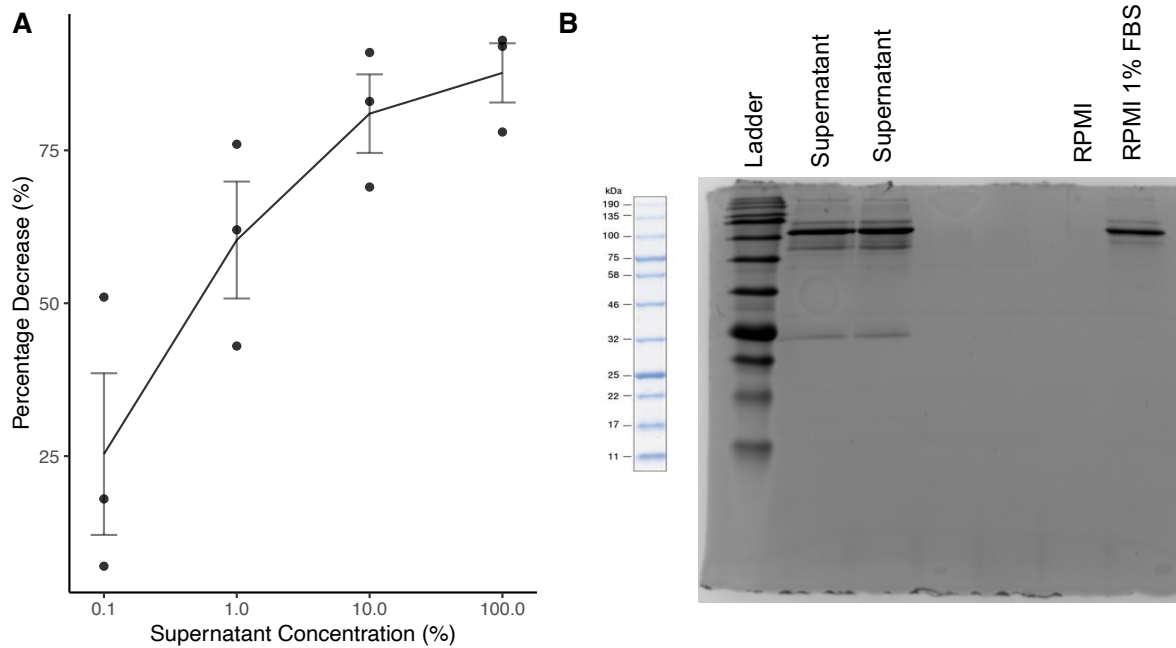 A
Percentage Decrease (%)
75
50
25
0.1
1.0
10.0
100.0
Supernatant Concentration (%)
B
Ladder
Supernatant
Supernatant
RPMI
RPMI 1% FBS
kDa
190
135
100
75
58
46
32
25
22
17
11